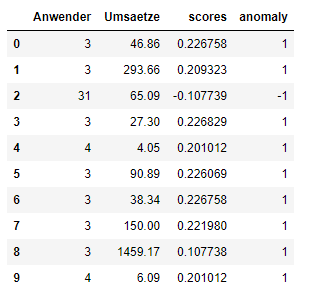 Anwender Umsaetze scores anomaly
0 3 46.86 0.226758 1
1 3 293.66 0.209323 1
2 31 65.09 -0.107739 -1
3 3 27.30 0.226829 1
4 4 4.05 0.201012 1
5 3 90.89 0.226069 1
6 3 38.34 0.226758 1
7 3 150.00 0.221980 1
8 3 1459.17 0.107738 1
9 4 6.09 0.201012 1